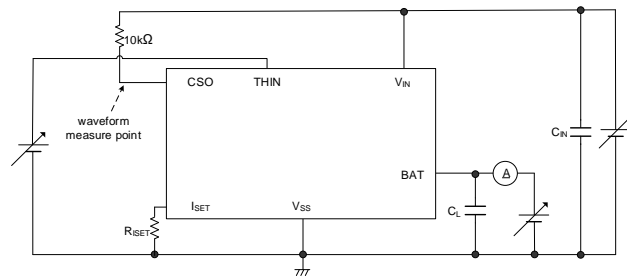 10kΩ
CSO THIN VIN
waveform
measure point
CIN
BAT
A
ISET VSS
CL
RISET